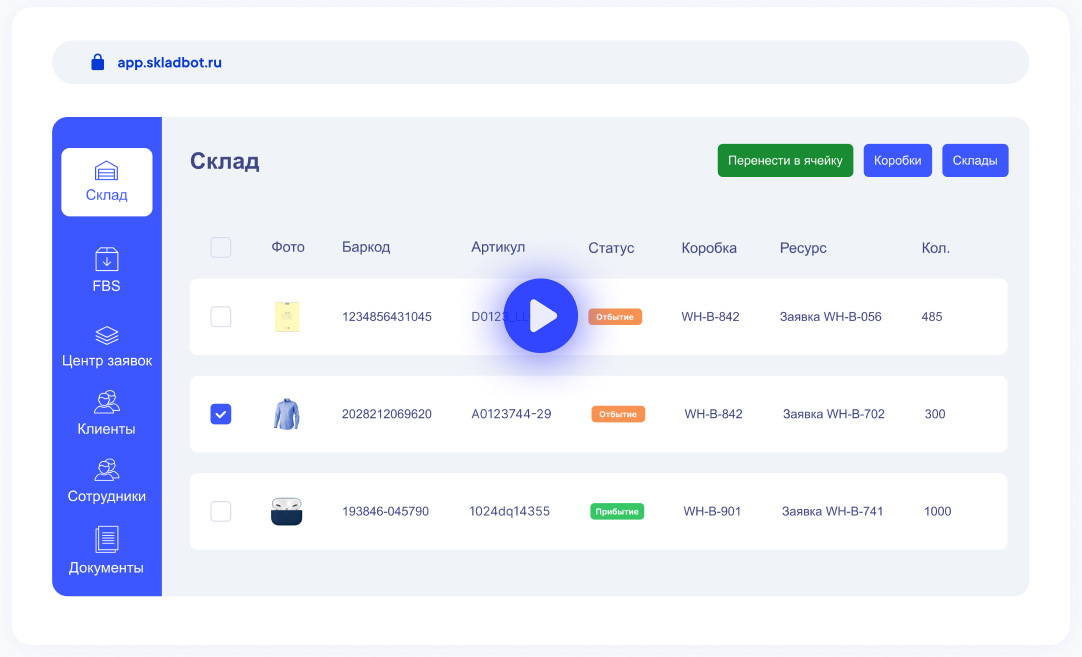 app.skladbot.ru
Склад
Склад
Перенести в ячейку
Коробки
Склады
Фото
Баркод
Артикул
Статус
Коробка
Ресурс
Кол.
FBS
1234856431045
D0123_LL
Отбытие
WH-B-842
Заявка WH-B-056
485
Центр заявок
2028212069620
A0123744-29
Отбытие
WH-B-842
Заявка WH-B-702
300
Клиенты
Сотрудники
193846-045790
1024dq14355
Прибытие
WH-B-901
Заявка WH-B-741
1000
Документы